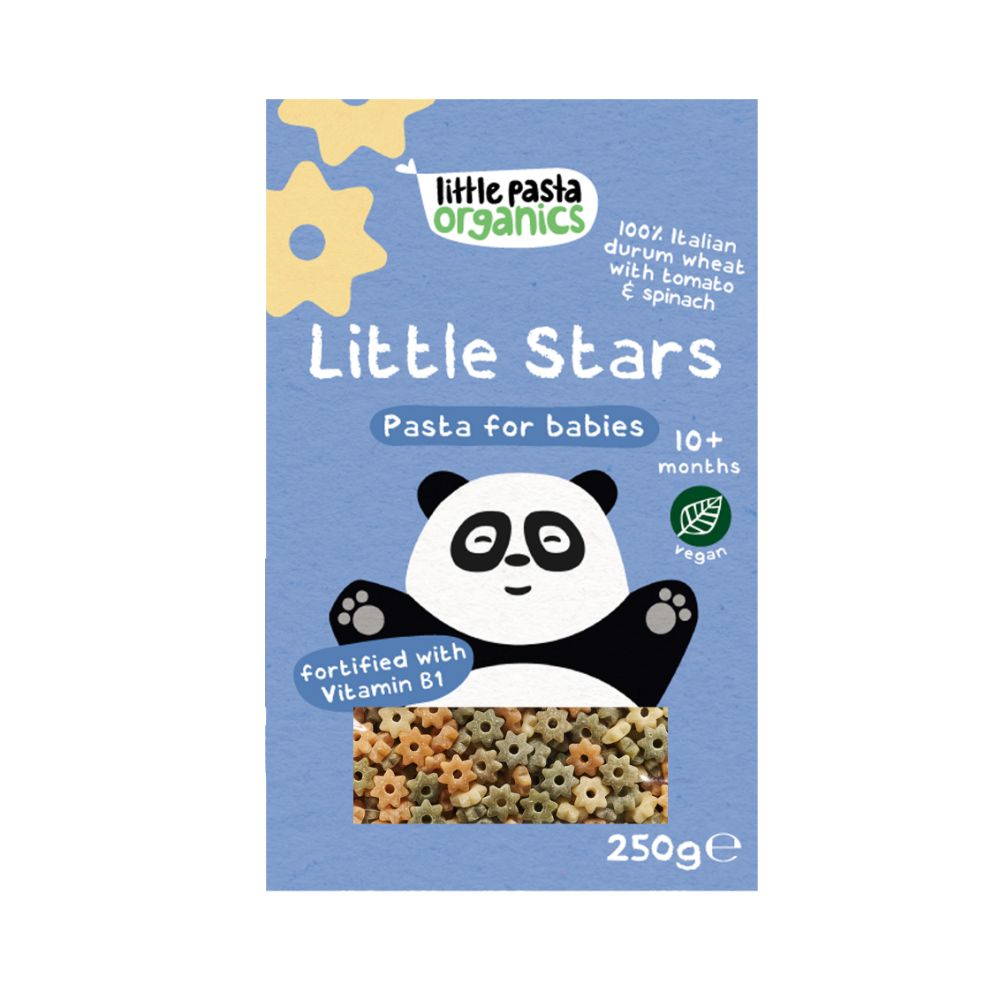 little pasta
organics
100% Italian
durum wheat
with tomato
& spinach
Little Stars
Pasta for babies
10+
months
vegan
fortified with
Vitamin B1
250g℮